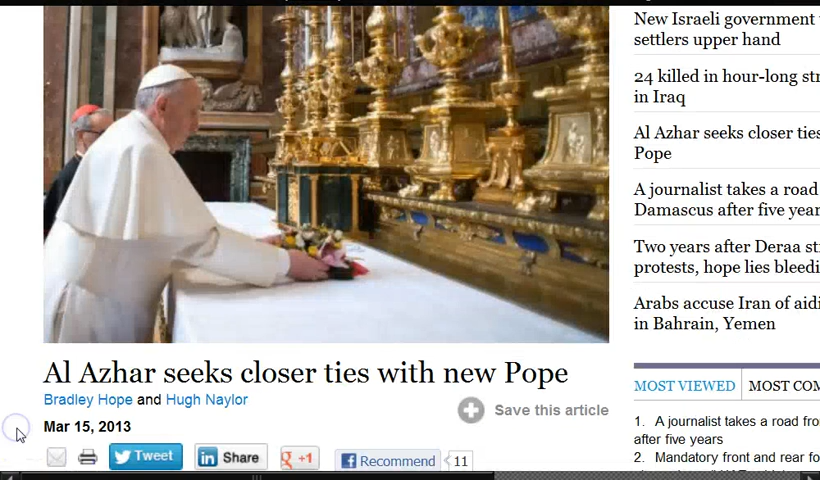 New Israeli government
settlers upper hand
24 killed in hour-long
in Iraq
Al Azhar seeks closer ties
Pope
A journalist takes a road
Damascus after five
Two years after Deraa
protests, hope lies
Arabs accuse Iran of
in Bahrain, Yemen
Al Azhar seeks closer ties with new Pope
Bradley Hope and Hugh Naylor
Save this article
Mar 15, 2013
Tweet
Share
g +1
Recommend
11
MOST VIEWED
MOST
1. A journalist takes a road
after five years
2. Mandatory front and rear